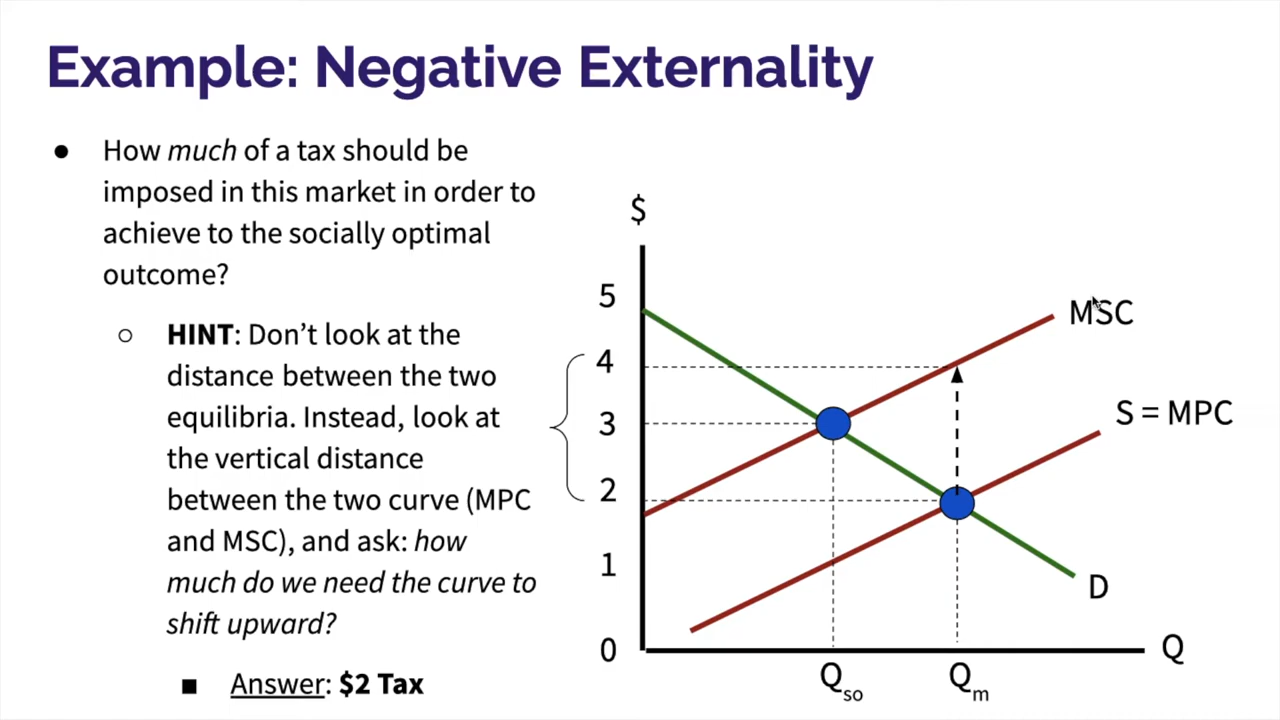 Example: Negative Externality
● How much of a tax should be
imposed in this market in order to
achieve to the socially optimal
outcome?
○ HINT: Don't look at the
distance between the two
equilibria. Instead, look at
the vertical distance
between the two curve (MPC
and MSC), and ask: how
much do we need the curve to
shift upward?
■ Answer: $2 Tax
$
5
4
3
2
1
0
MSC
S = MPC
D
Q
Qso
Qm